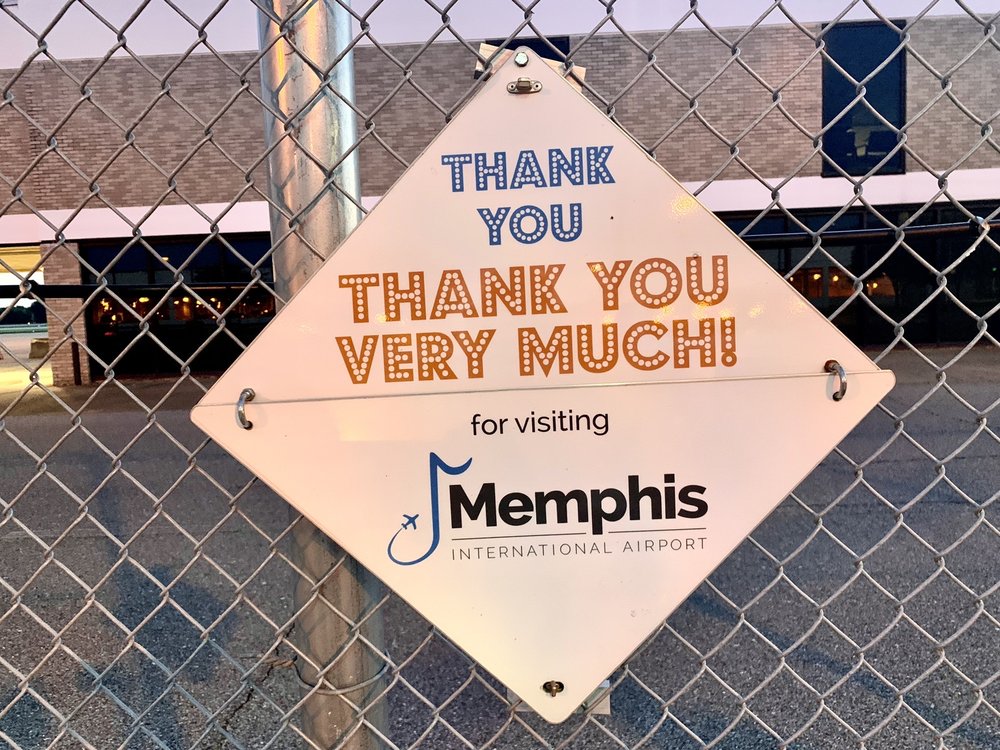 THANK
YOU
THANK YOU
VERY MUCH!
for visiting
Memphis
INTERNATIONAL AIRPORT